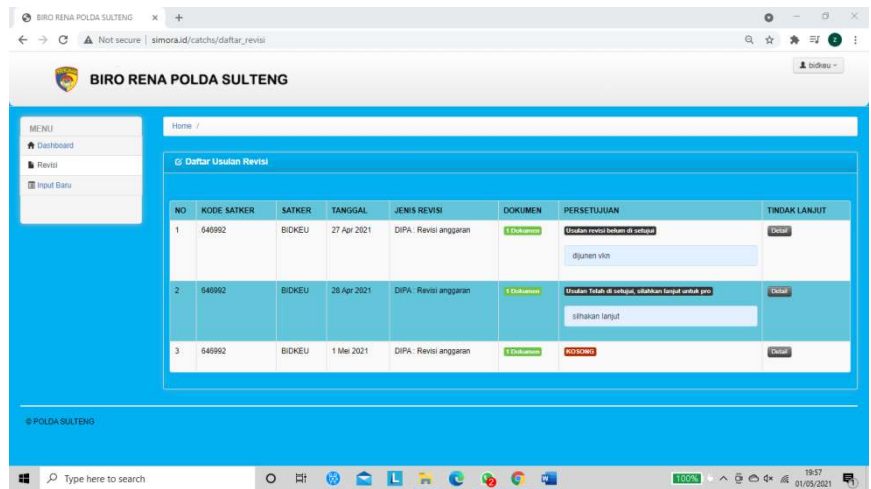 BIRO RENA POLDA SULTENG
Not secure | simora.id/catchs/daftar_revisi
BIRO RENA POLDA SULTENG
bidkeu
MENU
Dashboard
Revisi
Input Baru
Home /
Daftar Usulan Revisi
NO KODE SATKER SATKER TANGGAL JENIS REVISI DOKUMEN PERSETUJUAN TINDAK LANJUT
1 646992 BIDKEU 27 Apr 2021 DIPA : Revisi anggaran 1 Dokumen Usulan revisi belum di setujui Detail
dijunen vkn
2 646992 BIDKEU 28 Apr 2021 DIPA : Revisi anggaran 1 Dokumen Usulan Telah di setujui, silahkan lanjut untuk pro Detail
silhakan lanjut
3 646992 BIDKEU 1 Mei 2021 DIPA : Revisi anggaran 1 Dokumen KOSONG Detail
© POLDA SULTENG
Type here to search
100%
19:57
01/05/2021